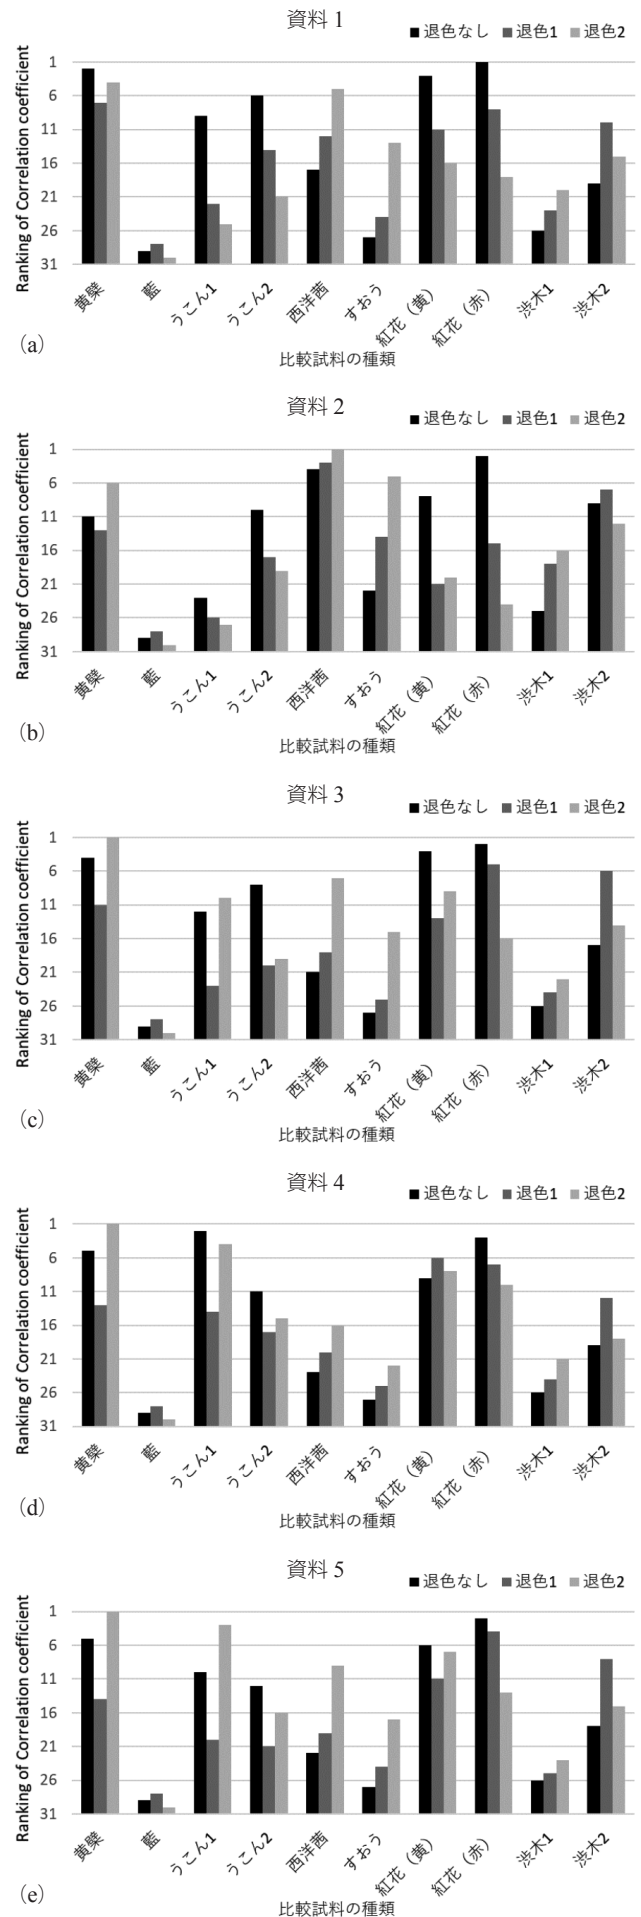 資料 1
■退色なし ■退色1 ■退色2
Ranking of Correlation coefficient
1
6
11
16
21
26
31
黄檗 藍 うこん1 うこん2 西洋茜 すおう 紅花（黄） 紅花（赤） 渋木1 渋木2
(a)
比較試料の種類
資料 2
■退色なし ■退色1 ■退色2
Ranking of Correlation coefficient
1
6
11
16
21
26
31
黄檗 藍 うこん1 うこん2 西洋茜 すおう 紅花（黄） 紅花（赤） 渋木1 渋木2
(b)
比較試料の種類
資料 3
■退色なし ■退色1 ■退色2
Ranking of Correlation coefficient
1
6
11
16
21
26
31
黄檗 藍 うこん1 うこん2 西洋茜 すおう 紅花（黄） 紅花（赤） 渋木1 渋木2
(c)
比較試料の種類
資料 4
■退色なし ■退色1 ■退色2
Ranking of Correlation coefficient
1
6
11
16
21
26
31
黄檗 藍 うこん1 うこん2 西洋茜 すおう 紅花（黄） 紅花（赤） 渋木1 渋木2
(d)
比較試料の種類
資料 5
■退色なし ■退色1 ■退色2
Ranking of Correlation coefficient
1
6
11
16
21
26
31
黄檗 藍 うこん1 うこん2 西洋茜 すおう 紅花（黄） 紅花（赤） 渋木1 渋木2
(e)
比較試料の種類